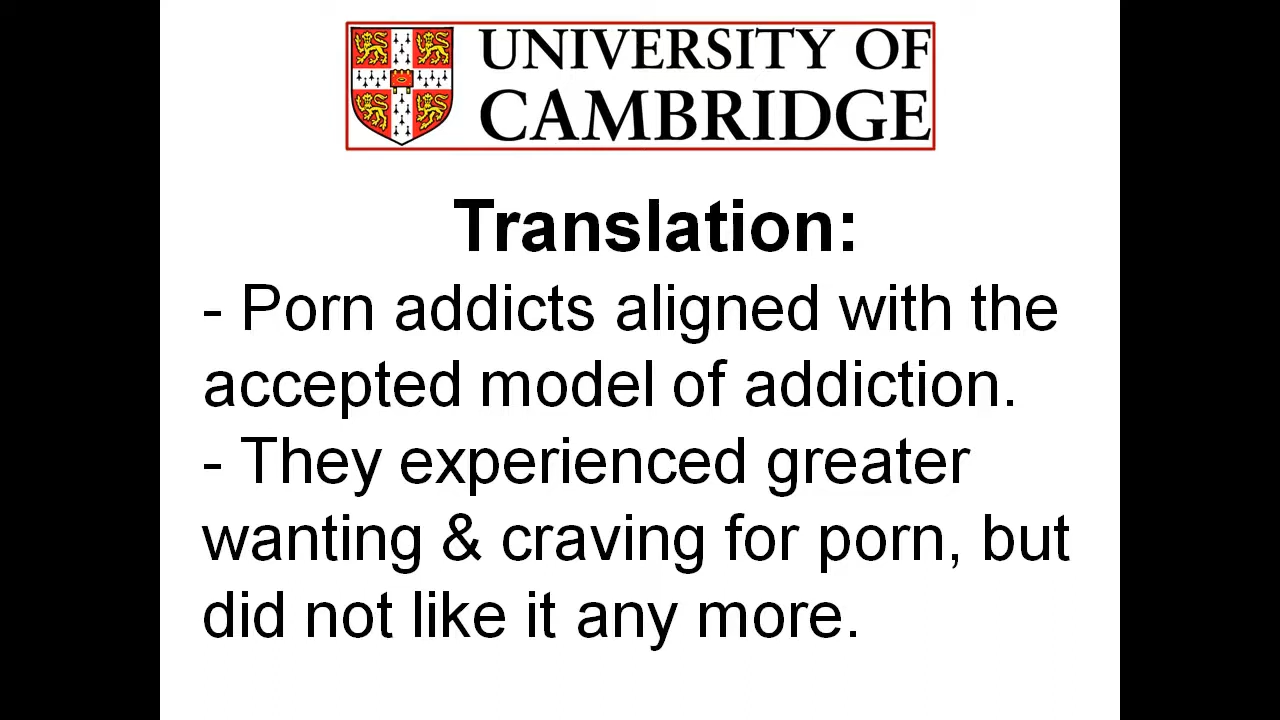 UNIVERSITY OF
CAMBRIDGE
Translation:
- Porn addicts aligned with the
accepted model of addiction.
- They experienced greater
wanting & craving for porn, but
did not like it any more.